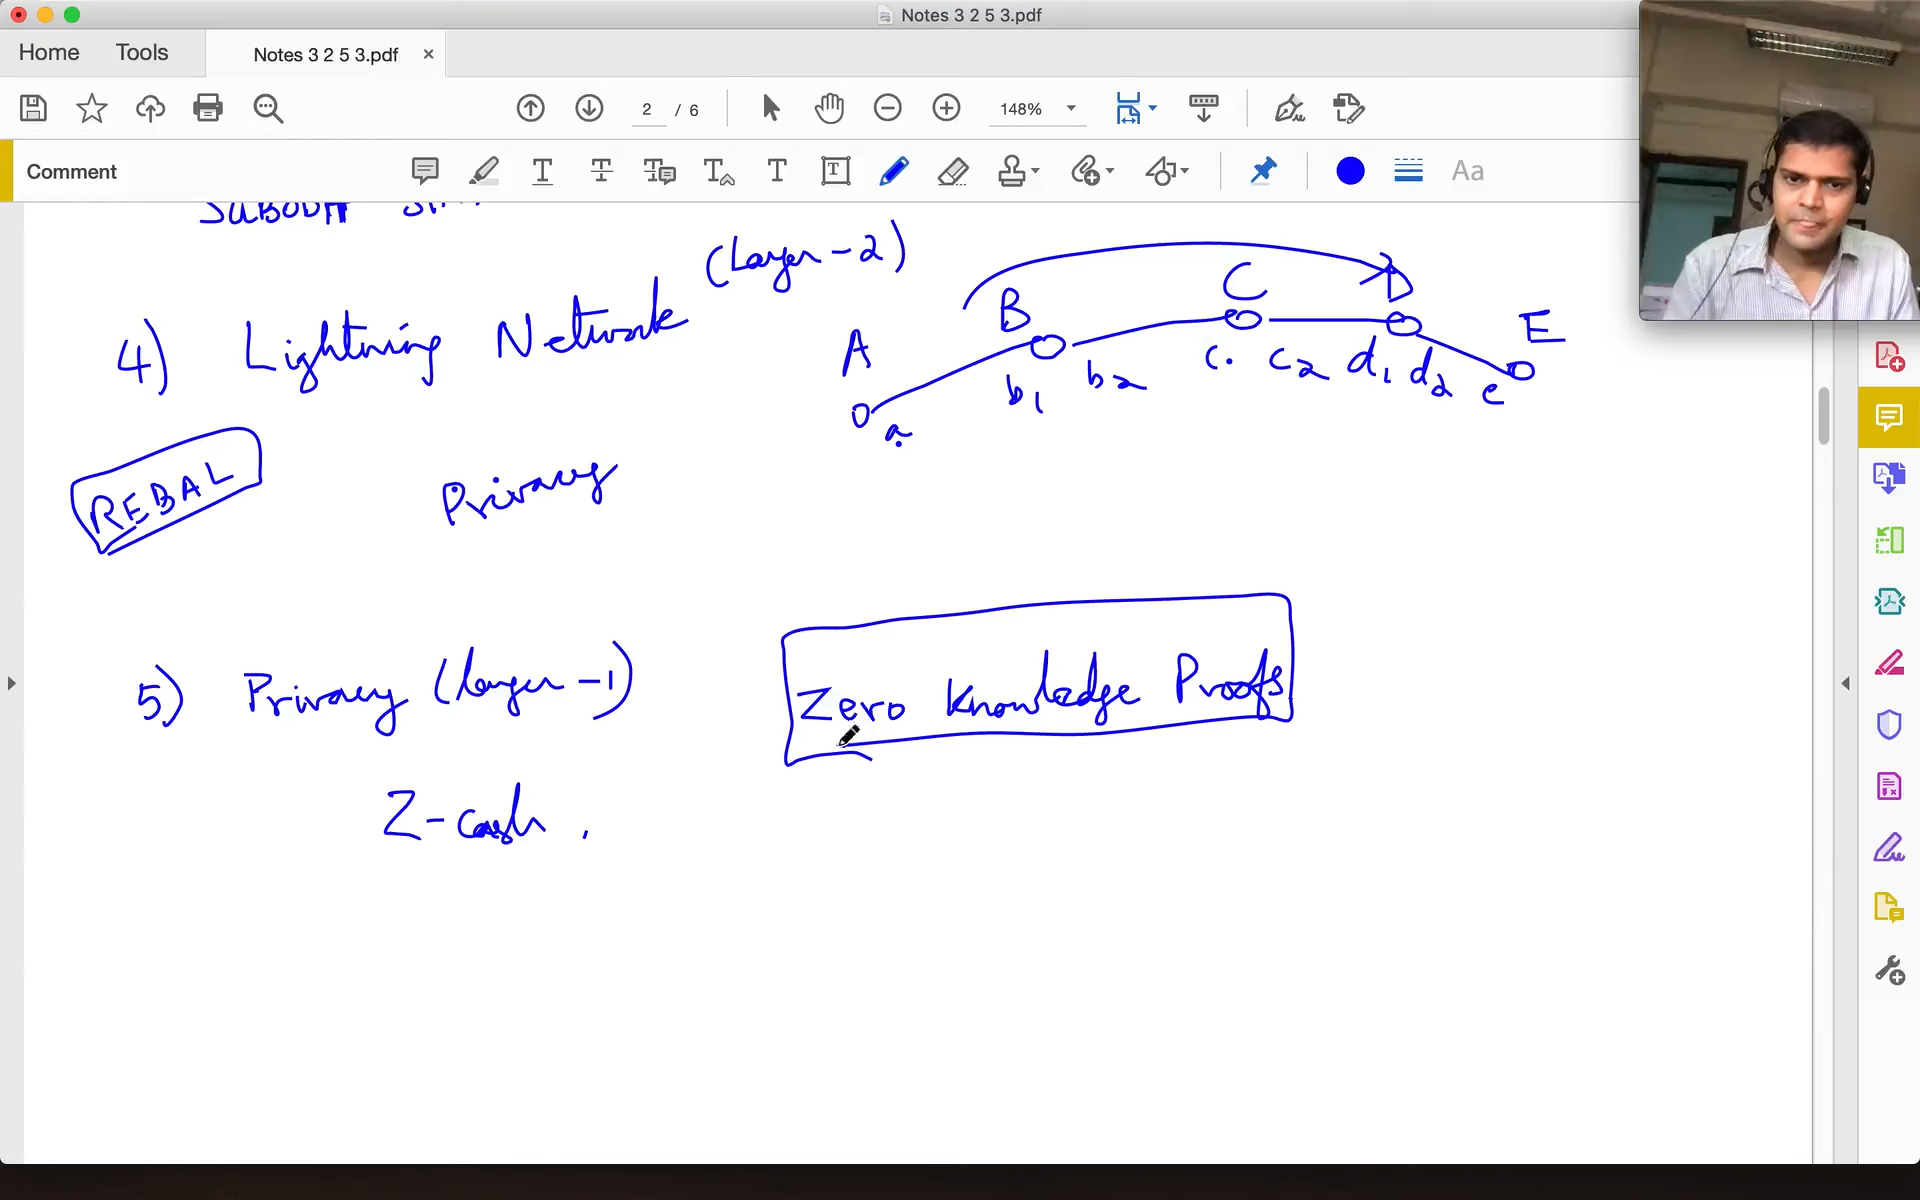 Notes 3 2 5 3.pdf
Home Tools Notes 3 2 5 3.pdf ×
2 / 6 148%
Comment Aa
SUBODH
(Layer-2)
4) Lightning Network
A B C D E
a b1 b2 c1 c2 d1 d2 e
REBAL
Privacy
5) Privacy (layer-1)
Zero Knowledge Proofs
Z-cash